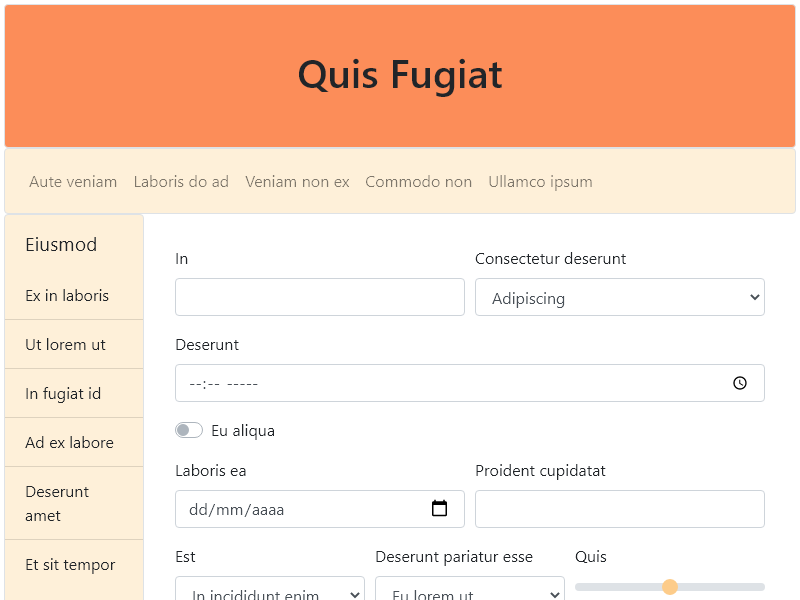 Quis Fugiat
Aute veniam Laboris do ad Veniam non ex Commodo non Ullamco ipsum
Eiusmod
Ex in laboris
Ut lorem ut
In fugiat id
Ad ex labore
Deserunt
amet
Et sit tempor
In
Consectetur deserunt
Adipiscing
Deserunt
--:-- -----
Eu aliqua
Laboris ea
dd/mm/aaaa
Proident cupidatat
Est
In incididunt enim
Deserunt pariatur esse
Eu lorem ut
Quis